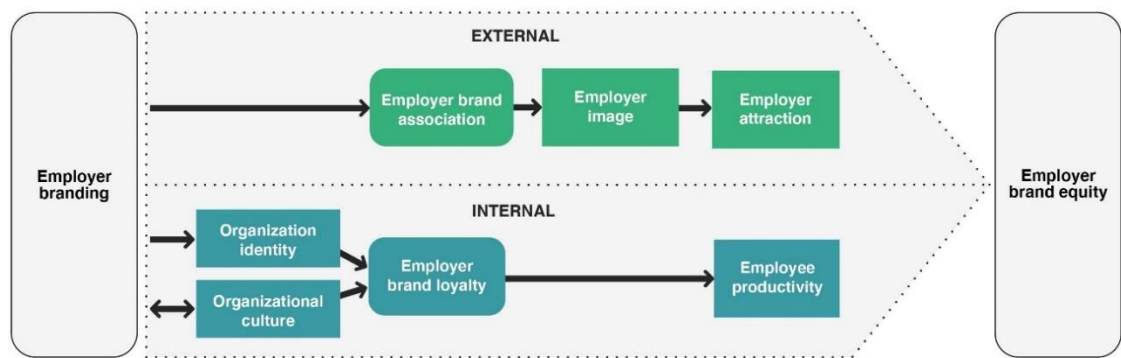 Employer
branding
EXTERNAL
Employer brand
association
Employer
image
Employer
attraction
INTERNAL
Organization
identity
Organizational
culture
Employer
brand loyalty
Employee
productivity
Employer
brand equity